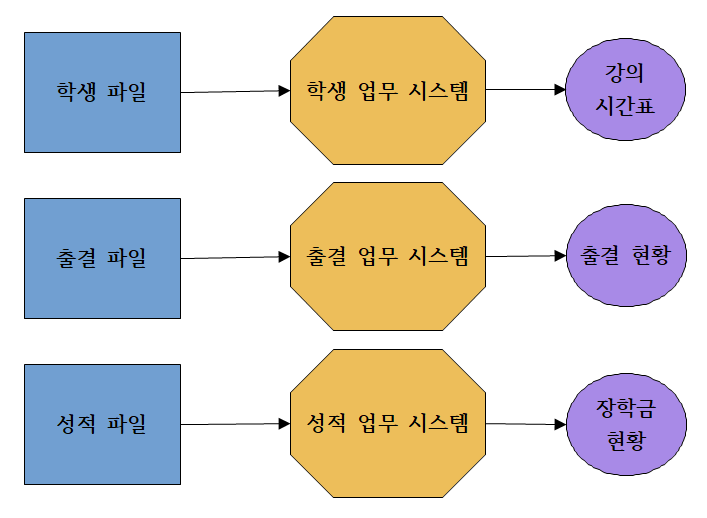 학생 파일
학생 업무 시스템
강의
시간표
출결 파일
출결 업무 시스템
출결 현황
성적 파일
성적 업무 시스템
장학금
현황